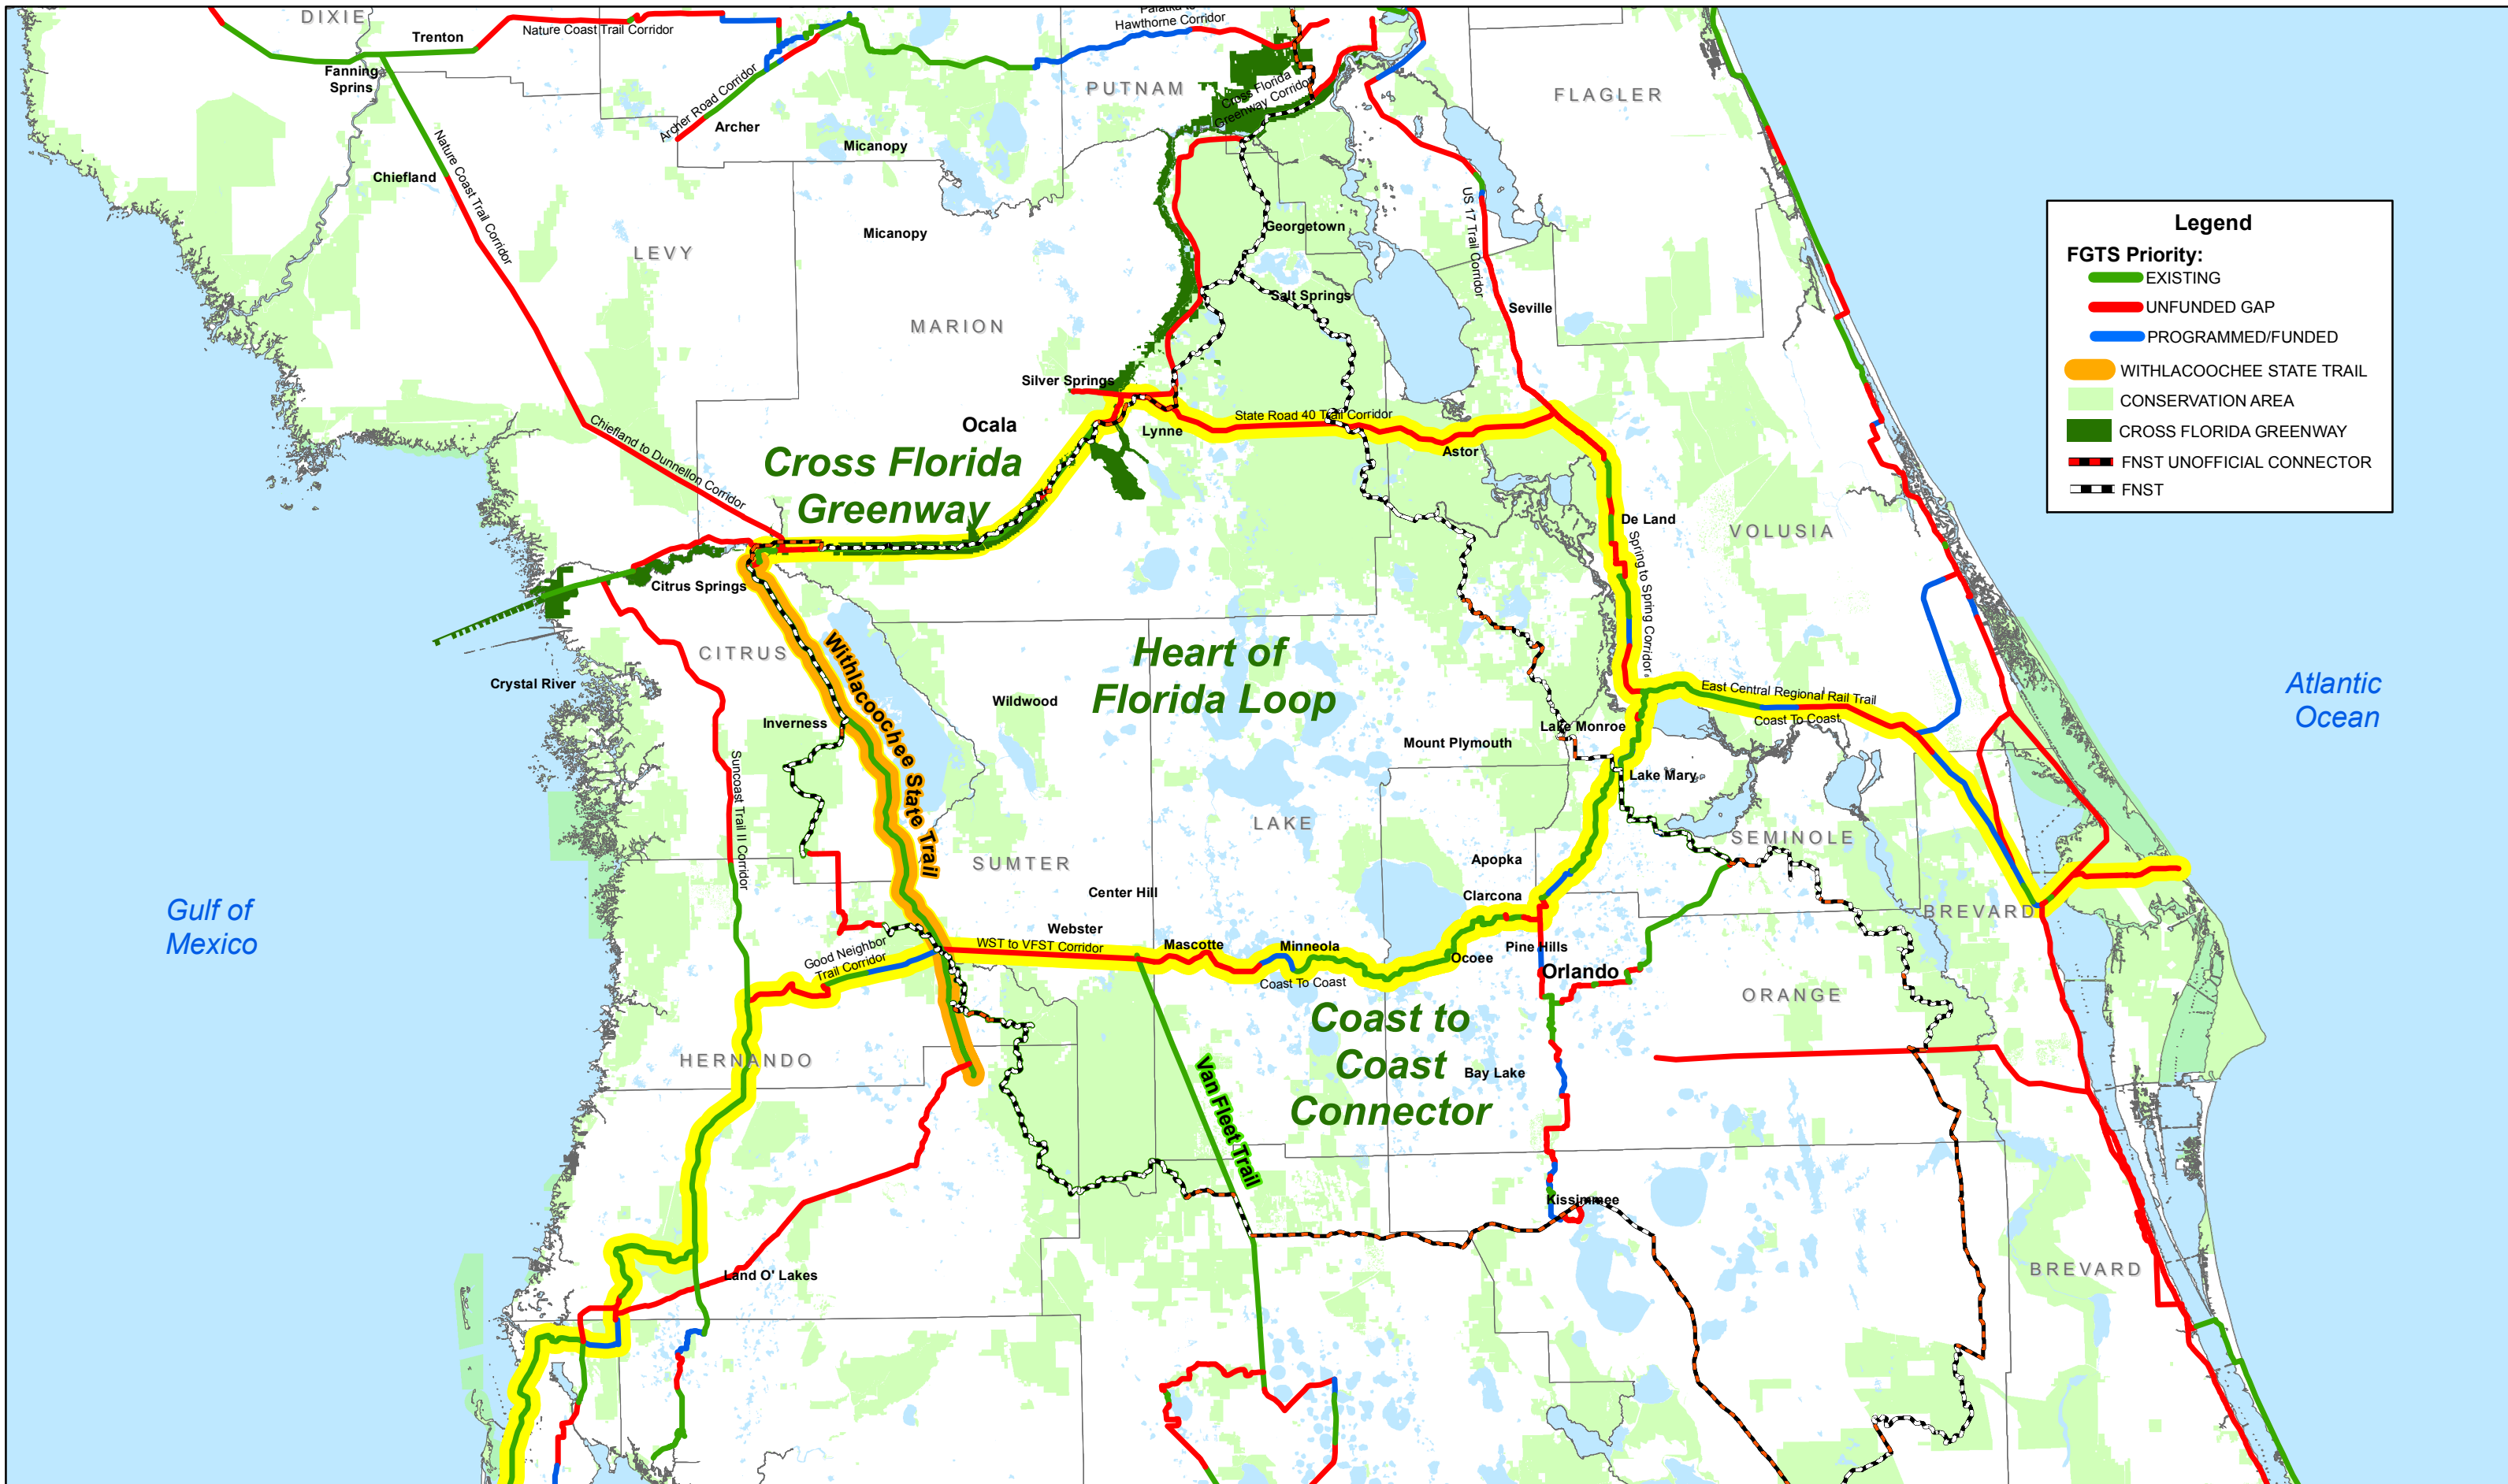 DIXIE
Trenton
Nature Coast Trail Corridor
Palatka to
Hawthorne Corridor
Fanning
Sprins
Archer Road Corridor
Archer
PUTNAM
Cross Florida
Greenway Corridor
FLAGLER
Chiefland
Nature Coast Trail Corridor
Micanopy
Micanopy
LEVY
Georgetown
US 17 Trail Corridor
Salt Springs
Seville
MARION
Legend
FGTS Priority:
EXISTING
UNFUNDED GAP
PROGRAMMED/FUNDED
WITHLACOOCHEE STATE TRAIL
CONSERVATION AREA
CROSS FLORIDA GREENWAY
FNST UNOFFICIAL CONNECTOR
FNST
Silver Springs
Ocala
Lynne
State Road 40 Trail Corridor
Astor
Chiefland to Dunnellon Corridor
Cross Florida
Greenway
De Land
Spring to Spring Corridor
VOLUSIA
Citrus Springs
CITRUS
Crystal River
Inverness
Withlacoochee State Trail
Wildwood
Heart of
Florida Loop
East Central Regional Rail Trail
Coast To Coast
Lake Monroe
Mount Plymouth
Lake Mary
Atlantic
Ocean
Suncoast Trail II Corridor
LAKE
SEMINOLE
SUMTER
Center Hill
Apopka
Clarcona
BREVARD
Gulf of
Mexico
Webster
WST to VFST Corridor
Good Neighbor
Trail Corridor
Mascotte
Minneola
Coast To Coast
Ocoee
Pine Hills
Orlando
ORANGE
HERNANDO
Coast to
Coast
Connector
Bay Lake
Van Fleet Trail
Kissimmee
Land O' Lakes
BREVARD